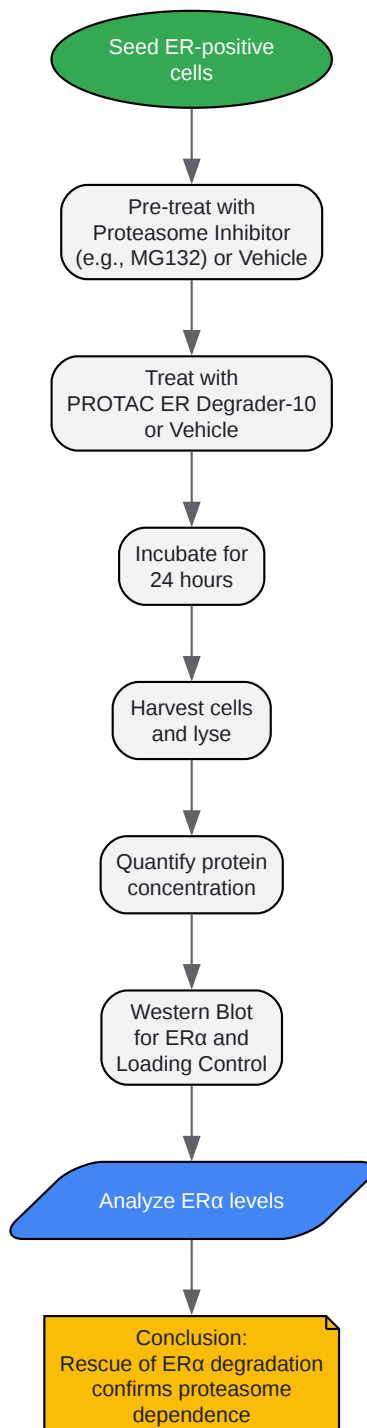 Seed ER-positive
cells
Pre-treat with
Proteasome Inhibitor
(e.g., MG132) or Vehicle
Treat with
PROTAC ER Degrader-10
or Vehicle
Incubate for
24 hours
Harvest cells
and lyse
Quantify protein
concentration
Western Blot
for ERα and
Loading Control
Analyze ERα levels
Conclusion:
Rescue of ERα degradation
confirms proteasome
dependence